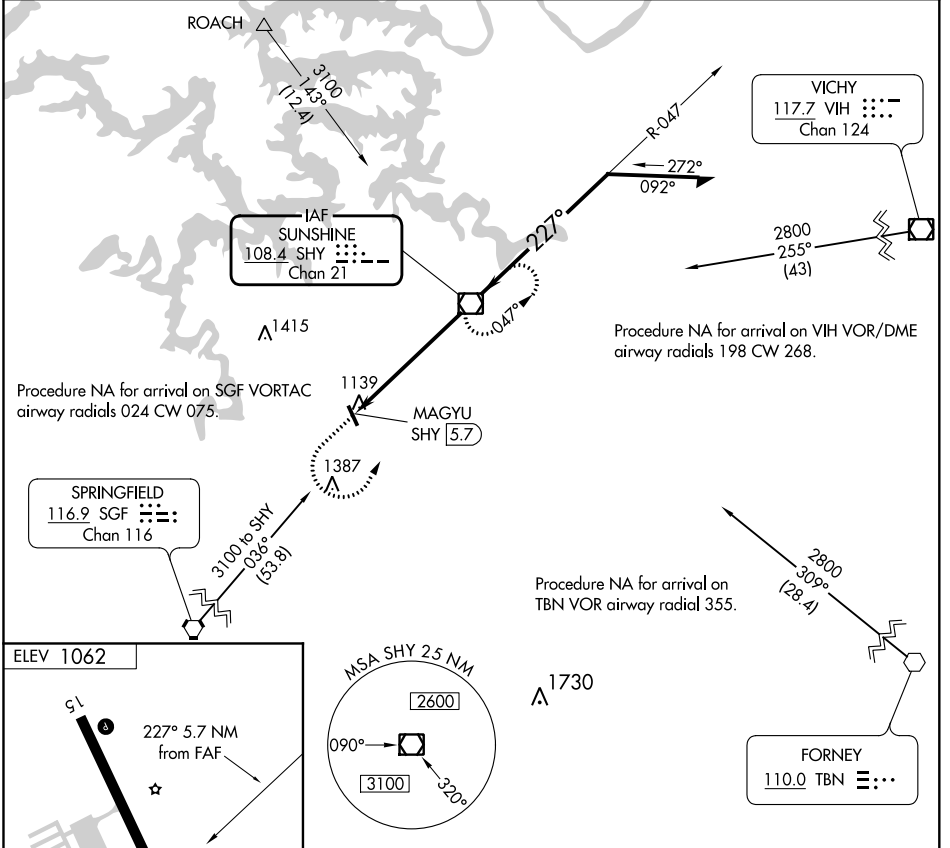 ROACH
3100
143°
(12.4)
R-047
VICHY
117.7 VIH
Chan 124
272°
092°
IAF
SUNSHINE
108.4 SHY
Chan 21
227°
2800
255°
(43)
047°
1415
Procedure NA for arrival on VIH VOR/DME
airway radials 198 CW 268.
Procedure NA for arrival on SGF VORTAC
airway radials 024 CW 075.
1139
MAGYU
SHY 5.7
1387
SPRINGFIELD
116.9 SGF
Chan 116
3100 to SHY
036°
(53.8)
2800
309°
(28.4)
Procedure NA for arrival on
TBN VOR airway radial 355.
ELEV 1062
15
P
227° 5.7 NM
from FAF
MSA SHY 25 NM
2600
090°
3100
320°
1730
FORNEY
110.0 TBN